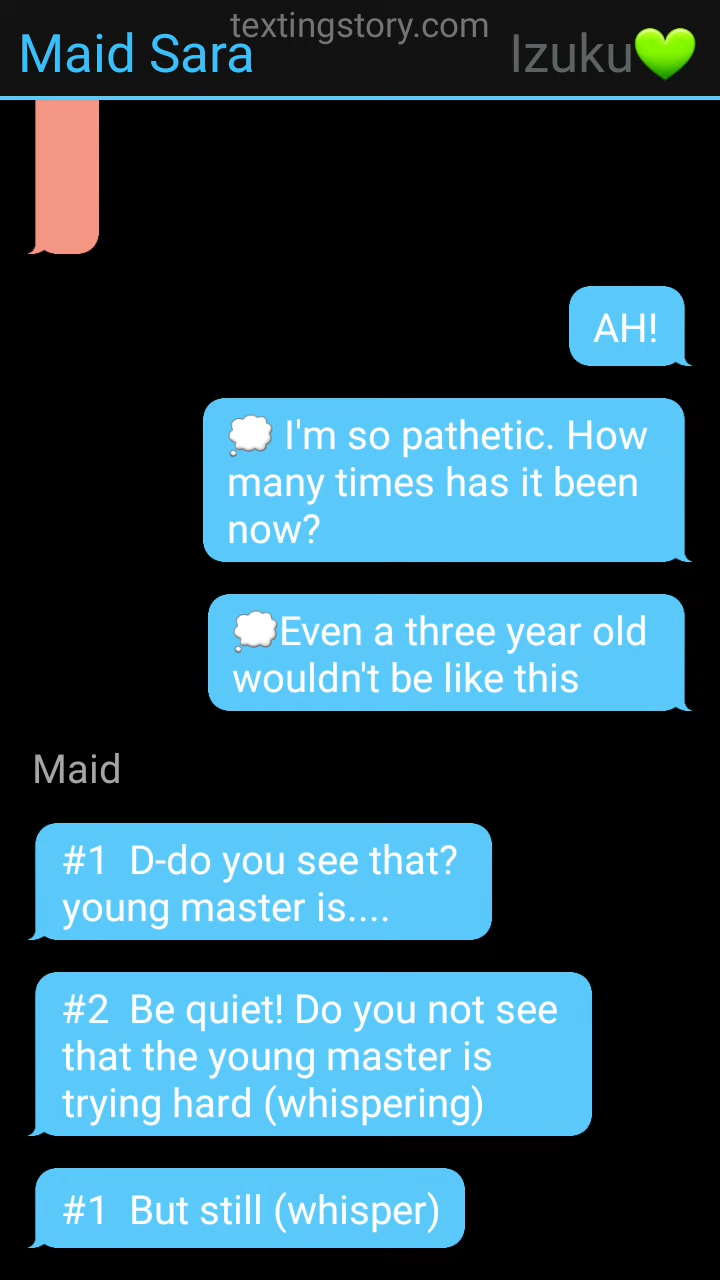 textingstory.com
Maid Sara
Izuku💚
AH!
💭 I'm so pathetic. How
many times has it been
now?
💭Even a three year old
wouldn't be like this
Maid
#1  D-do you see that?
young master is....
#2  Be quiet! Do you not see
that the young master is
trying hard (whispering)
#1  But still (whisper)